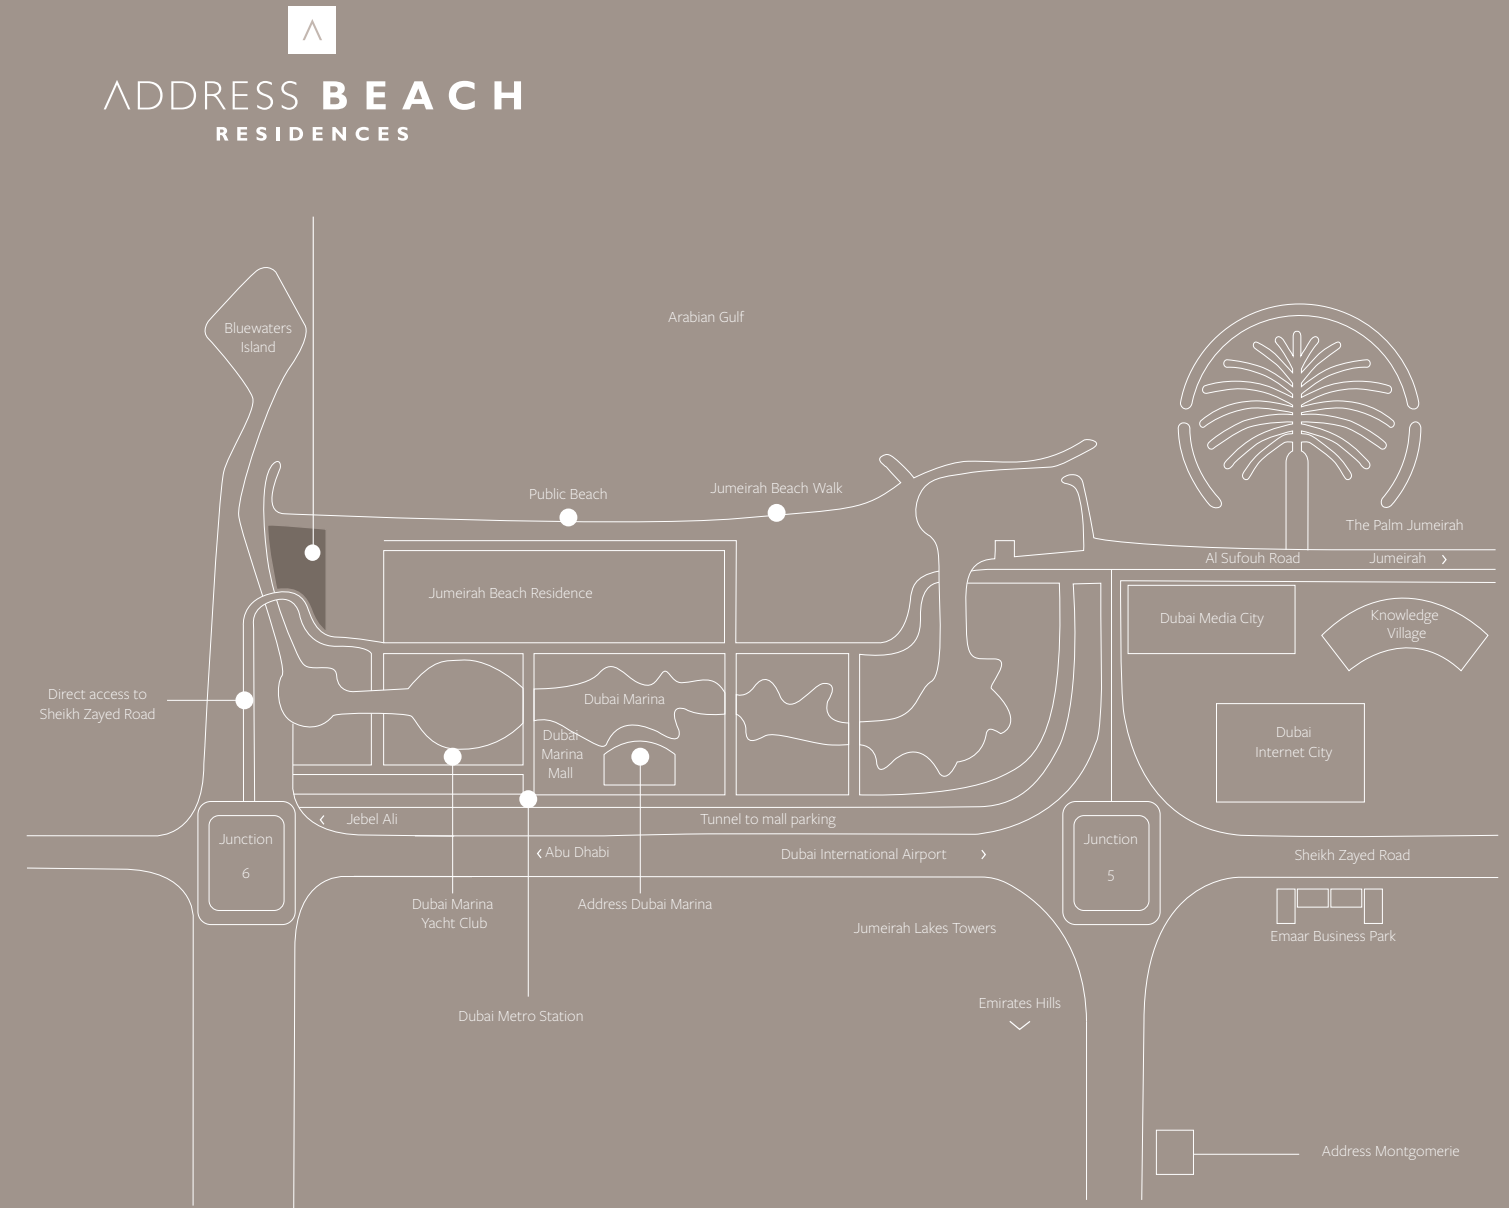 ADDRESS BEACH
RESIDENCES
Arabian Gulf
Bluewaters
Island
Public Beach
Jumeirah Beach Walk
The Palm Jumeirah
Al Sufouh Road
Jumeirah
Jumeirah Beach Residence
Dubai Media City
Knowledge
Village
Direct access to
Sheikh Zayed Road
Dubai Marina
Dubai
Marina
Mall
Dubai
Internet City
Jebel Ali
Tunnel to mall parking
Junction
6
Junction
5
Abu Dhabi
Dubai International Airport
Sheikh Zayed Road
Dubai Marina
Yacht Club
Address Dubai Marina
Jumeirah Lakes Towers
Emaar Business Park
Emirates Hills
Dubai Metro Station
Address Montgomerie